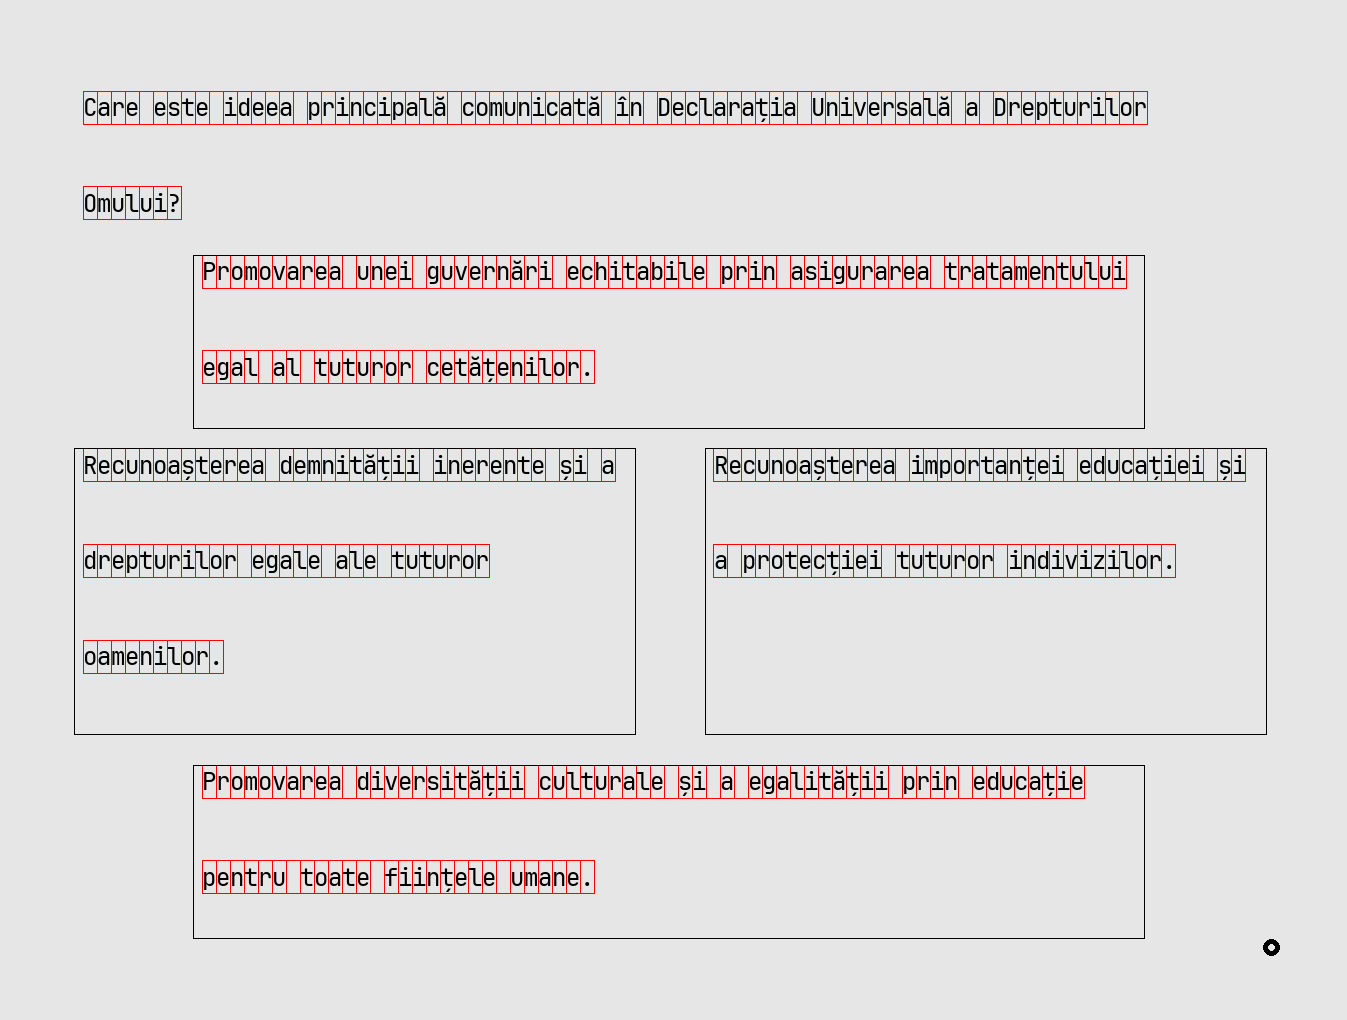 Care este ideea principală comunicată în Declarația Universală a Drepturilor
Omului?
Promovarea unei guvernări echitabile prin asigurarea tratamentului
egal al tuturor cetățenilor.
Recunoașterea demnității inerente și a
drepturilor egale ale tuturor
oamenilor.
Recunoașterea importanței educației și
a protecției tuturor indivizilor.
Promovarea diversității culturale și a egalității prin educație
pentru toate ființele umane.